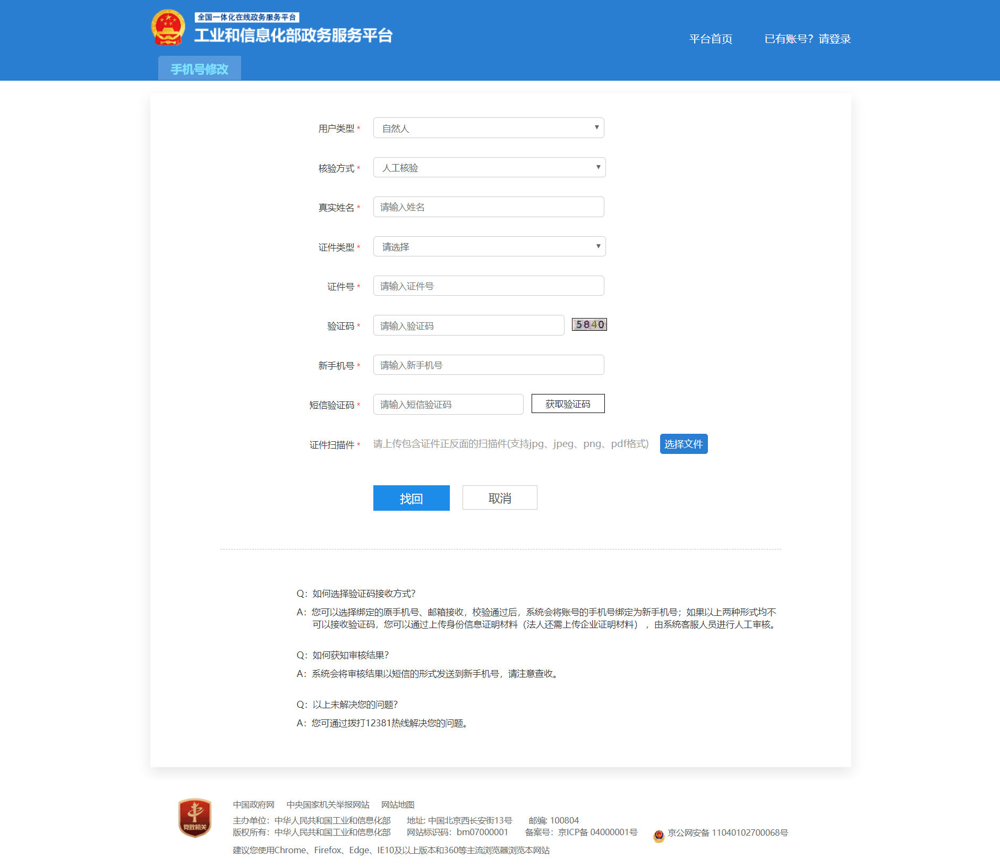 全国一体化在线政务服务平台
工业和信息化部政务服务平台
平台首页 已有账号？请登录
手机号修改
用户类型 * 自然人
核验方式 * 人工核验
真实姓名 * 请输入姓名
证件类型 * 请选择
证件号 * 请输入证件号
验证码 * 请输入验证码 5840
新手机号 * 请输入新手机号
短信验证码 * 请输入短信验证码 获取验证码
证件扫描件 * 请上传包含证件正反面的扫描件(支持jpg、jpeg、png、pdf格式) 选择文件
找回 取消
Q：如何选择验证码接收方式？
A：您可以选择绑定的原手机号、邮箱接收，校验通过后，系统会将账号的手机号绑定为新手机号；如果以上两种形式均不
可以接收验证码，您可以通过上传身份信息证明材料（法人还需上传企业证明材料），由系统客服人员进行人工审核。
Q：如何获知审核结果？
A：系统会将审核结果以短信的形式发送到新手机号，请注意查收。
Q：以上未解决您的问题？
A：您可通过拨打12381热线解决您的问题。
党政机关
中国政府网 中央国家机关举报网站 网站地图
主办单位：中华人民共和国工业和信息化部 地址: 中国北京西长安街13号 邮编: 100804
版权所有：中华人民共和国工业和信息化部 网站标识码：bm07000001 备案号：京ICP备 04000001号 京公网安备 11040102700068号
建议您使用Chrome、Firefox、Edge、IE10及以上版本和360等主流浏览器浏览本网站